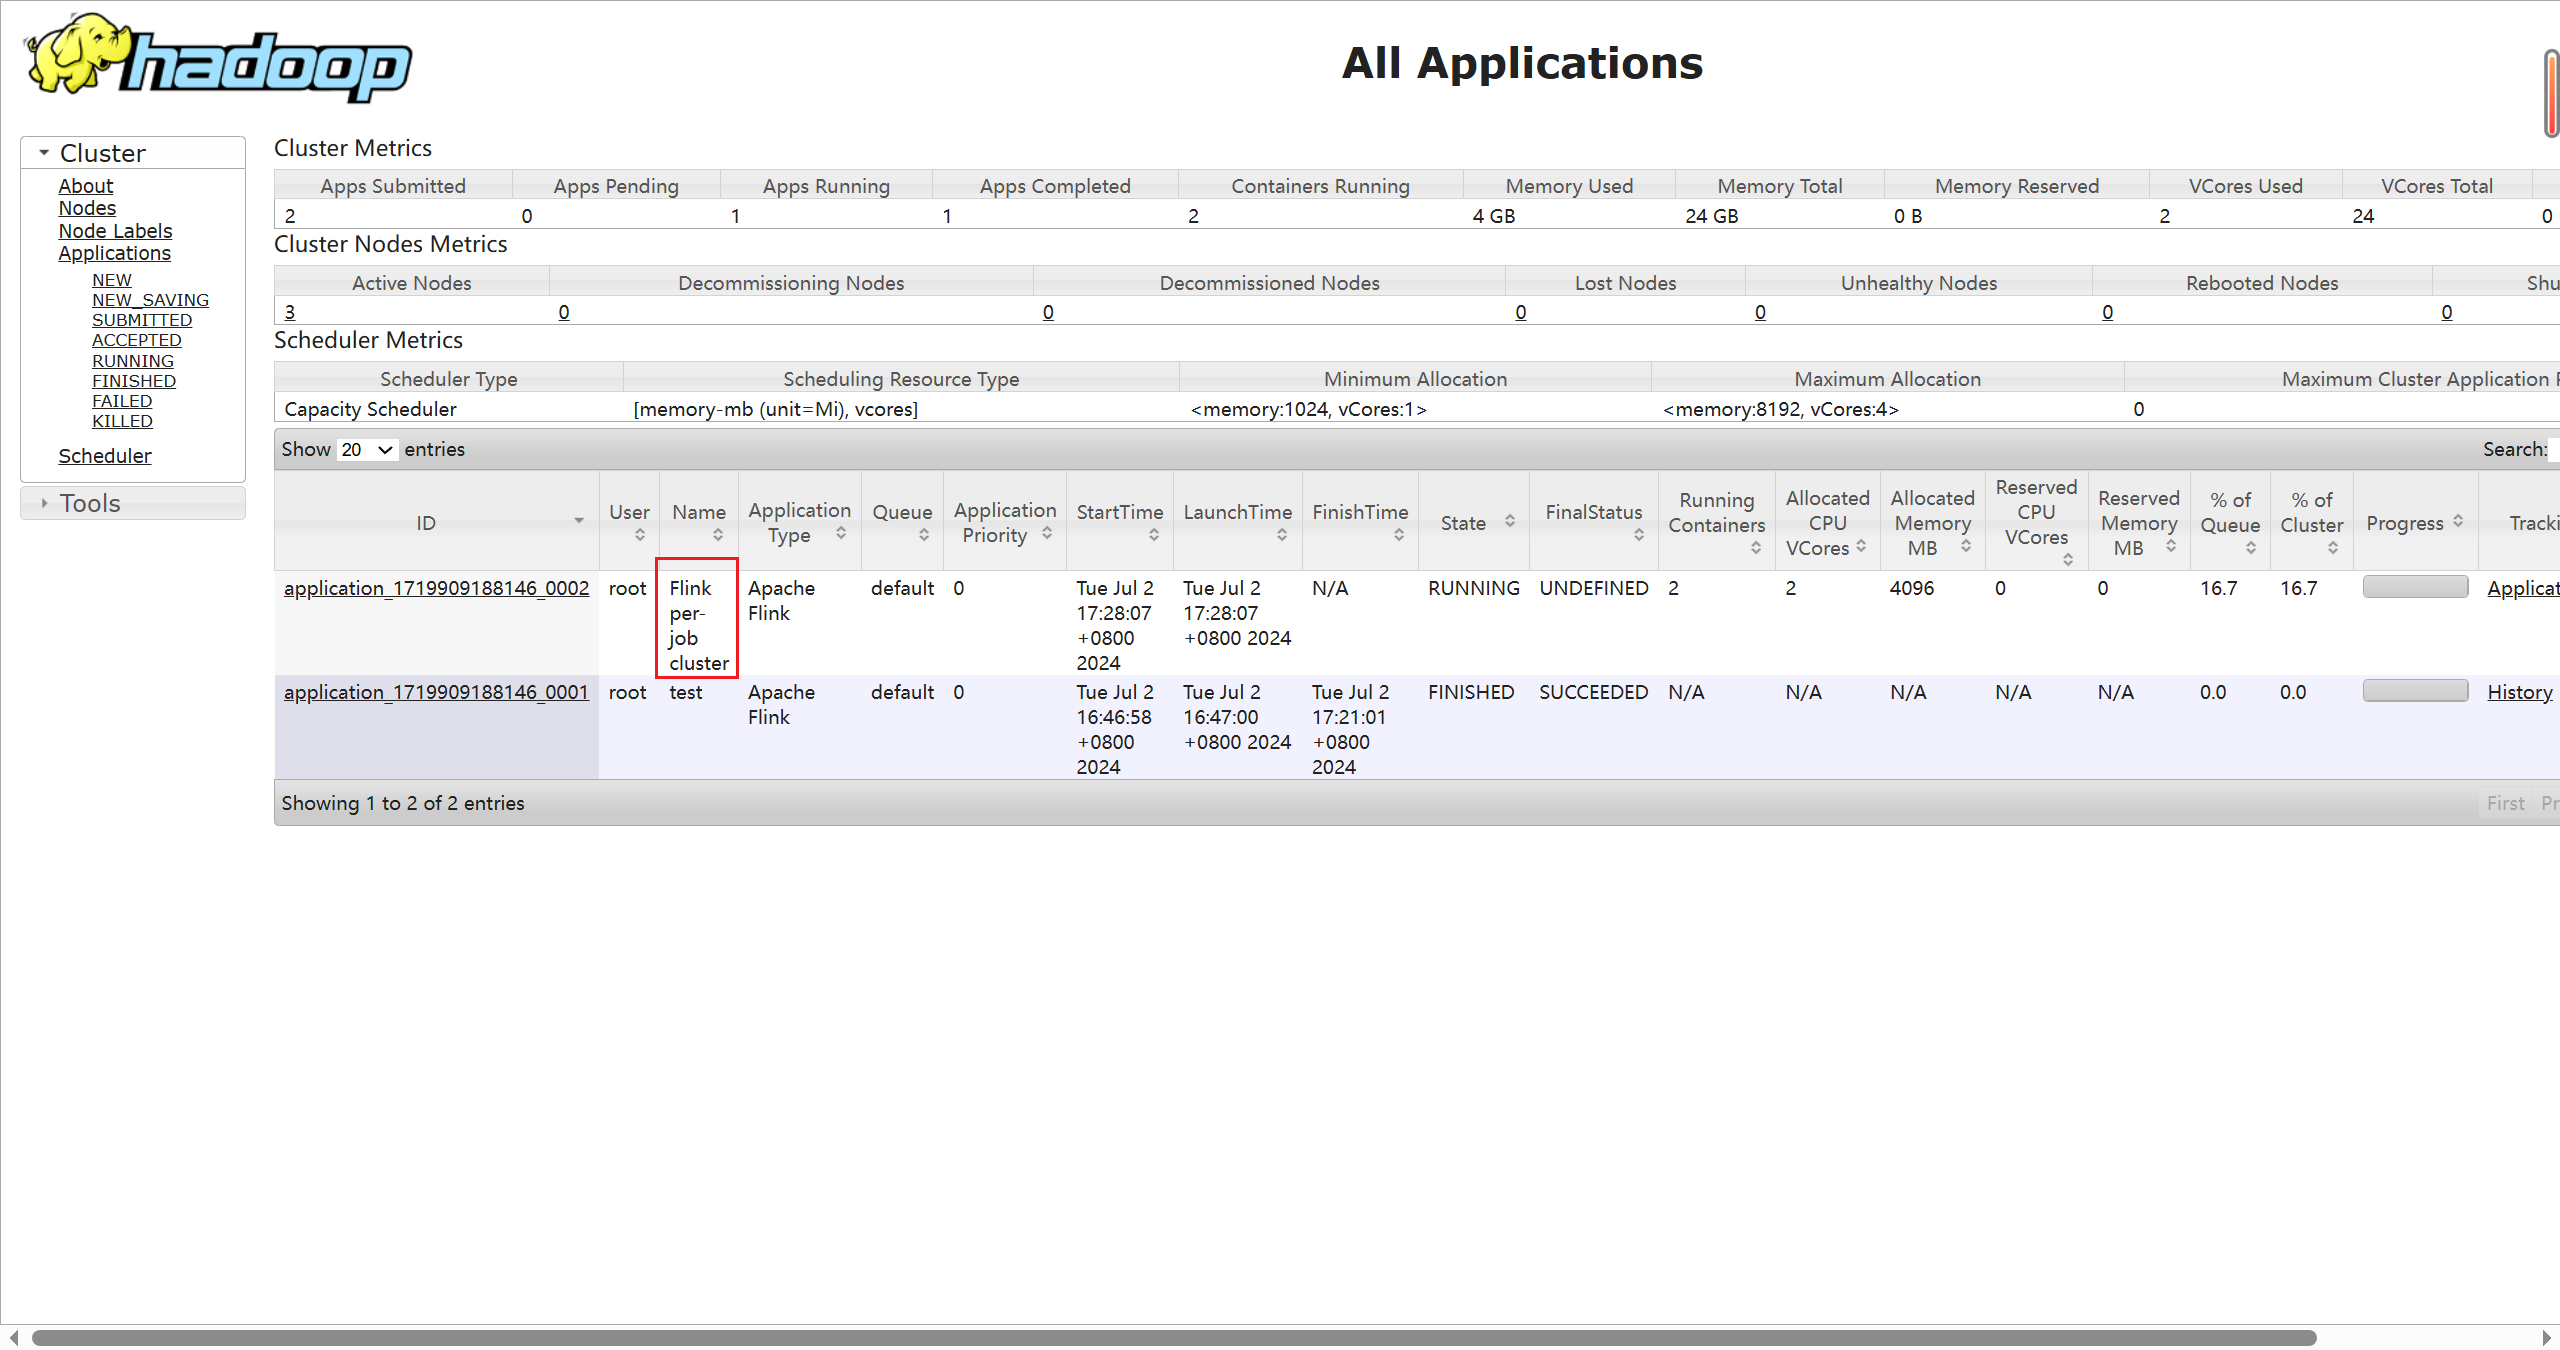 hadoop
All Applications
Cluster
About
Nodes
Node Labels
Applications
NEW
NEW_SAVING
SUBMITTED
ACCEPTED
RUNNING
FINISHED
FAILED
KILLED
Scheduler
Tools
Cluster Metrics
Apps Submitted Apps Pending Apps Running Apps Completed Containers Running Memory Used Memory Total Memory Reserved VCores Used VCores Total
2 0 1 1 2 4 GB 24 GB 0 B 2 24 0
Cluster Nodes Metrics
Active Nodes Decommissioning Nodes Decommissioned Nodes Lost Nodes Unhealthy Nodes Rebooted Nodes Shu
3 0 0 0 0 0 0
Scheduler Metrics
Scheduler Type Scheduling Resource Type Minimum Allocation Maximum Allocation Maximum Cluster Application P
Capacity Scheduler [memory-mb (unit=Mi), vcores] <memory:1024, vCores:1> <memory:8192, vCores:4> 0
Show 20 entries Search:
ID User Name Application Type Queue Application Priority StartTime LaunchTime FinishTime State FinalStatus Running Containers Allocated CPU VCores Allocated Memory MB Reserved CPU VCores Reserved Memory MB % of Queue % of Cluster Progress Tracki
application_1719909188146_0002 root Flink per-job cluster Apache Flink default 0 Tue Jul 2 17:28:07 +0800 2024 Tue Jul 2 17:28:07 +0800 2024 N/A RUNNING UNDEFINED 2 2 4096 0 0 16.7 16.7 Applicat
application_1719909188146_0001 root test Apache Flink default 0 Tue Jul 2 16:46:58 +0800 2024 Tue Jul 2 16:47:00 +0800 2024 Tue Jul 2 17:21:01 +0800 2024 FINISHED SUCCEEDED N/A N/A N/A N/A N/A 0.0 0.0 History
Showing 1 to 2 of 2 entries First Pr